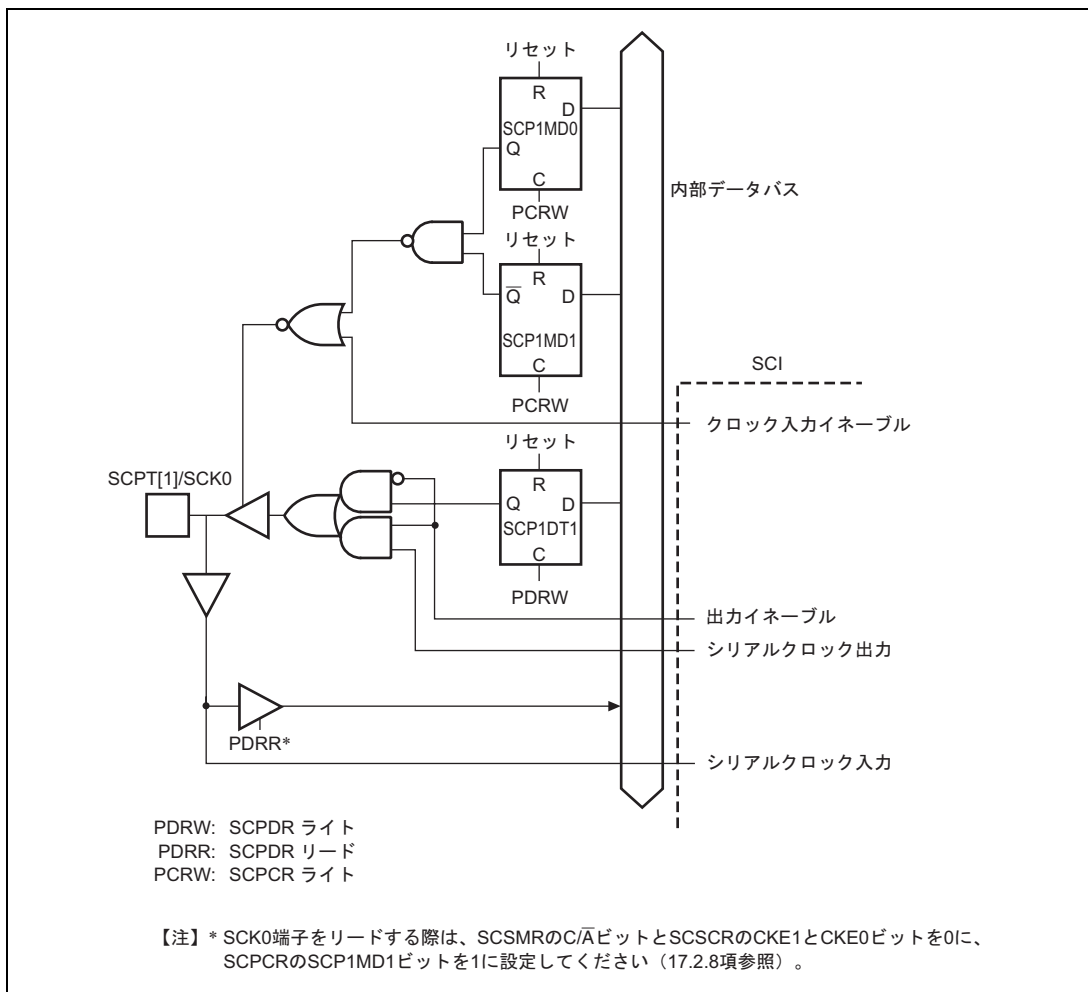 リセット
R
D
SCP1MD0
Q
C
PCRW
内部データバス
リセット
R
Q̅
D
SCP1MD1
C
PCRW
SCI
クロック入力イネーブル
リセット
SCPT[1]/SCK0
R
Q
D
SCP1DT1
C
PDRW
出力イネーブル
シリアルクロック出力
PDRR*
シリアルクロック入力
PDRW: SCPDR ライト
PDRR: SCPDR リード
PCRW: SCPCR ライト
【注】* SCK0端子をリードする際は、SCSMRのC/A̅ビットとSCSCRのCKE1とCKE0ビットを0に、
SCPCRのSCP1MD1ビットを1に設定してください（17.2.8項参照）。